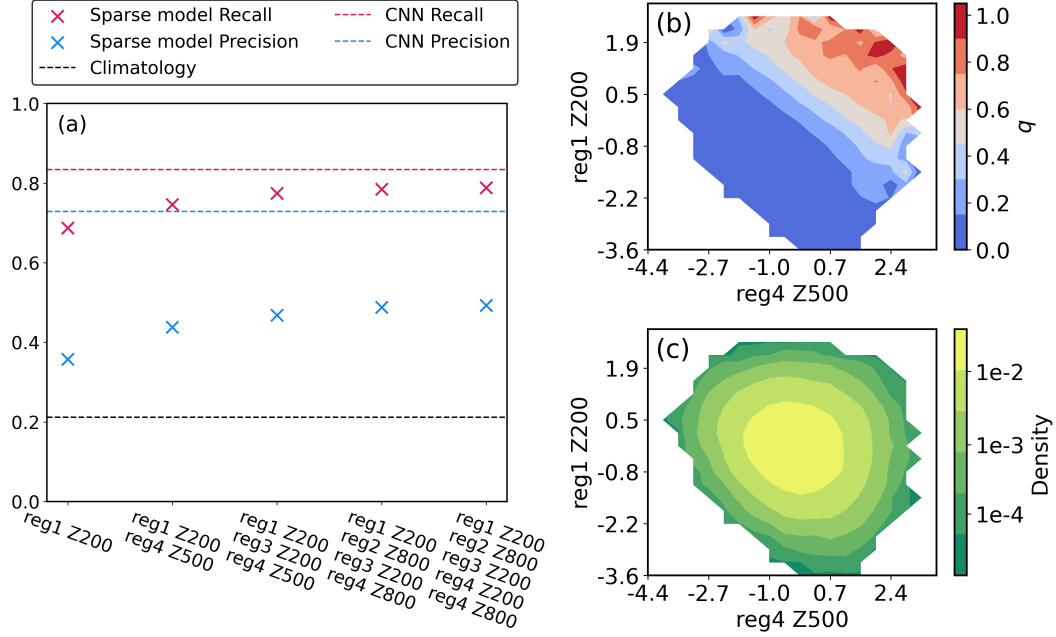 Sparse model Recall
Sparse model Precision
Climatology
CNN Recall
CNN Precision
(a)
1.0
0.8
0.6
0.4
0.2
0.0
reg1 Z200
reg1 Z200
reg4 Z500
reg1 Z200
reg3 Z200
reg4 Z500
reg1 Z200
reg2 Z800
reg3 Z200
reg4 Z800
reg1 Z200
reg2 Z800
reg3 Z200
reg4 Z200
reg4 Z800
(b)
reg1 Z200
1.9
0.5
-0.8
-2.2
-3.6
-4.4 -2.7 -1.0 0.7 2.4
reg4 Z500
1.0
0.8
0.6
0.4
0.2
0.0
q
(c)
reg1 Z200
1.9
0.5
-0.8
-2.2
-3.6
-4.4 -2.7 -1.0 0.7 2.4
reg4 Z500
1e-2
1e-3
1e-4
Density